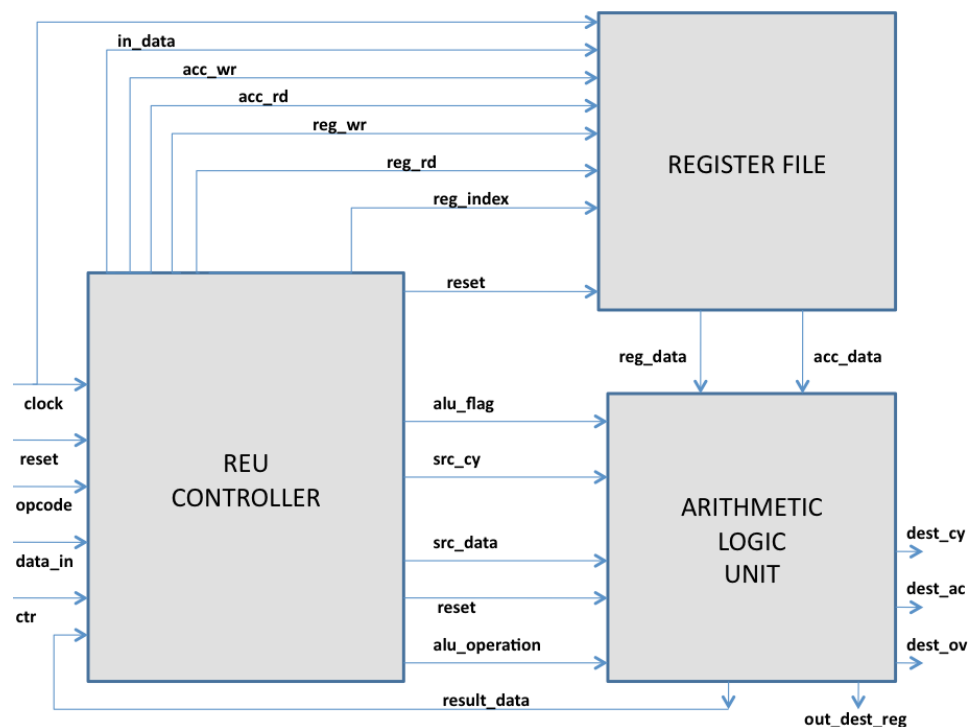 in_data
acc_wr
acc_rd
reg_wr
reg_rd
reg_index
reset
REGISTER FILE
reg_data
acc_data
clock
reset
opcode
data_in
ctr
REU
CONTROLLER
alu_flag
src_cy
src_data
reset
alu_operation
result_data
ARITHMETIC
LOGIC
UNIT
dest_cy
dest_ac
dest_ov
out_dest_reg